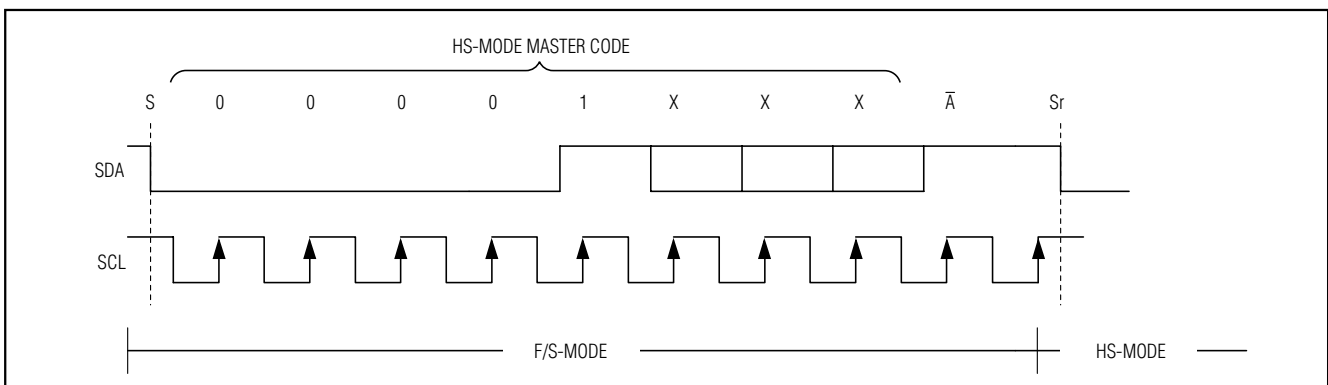 HS-MODE MASTER CODE
S 0 0 0 0 1 X X X A̅ Sr
SDA
SCL
F/S-MODE HS-MODE